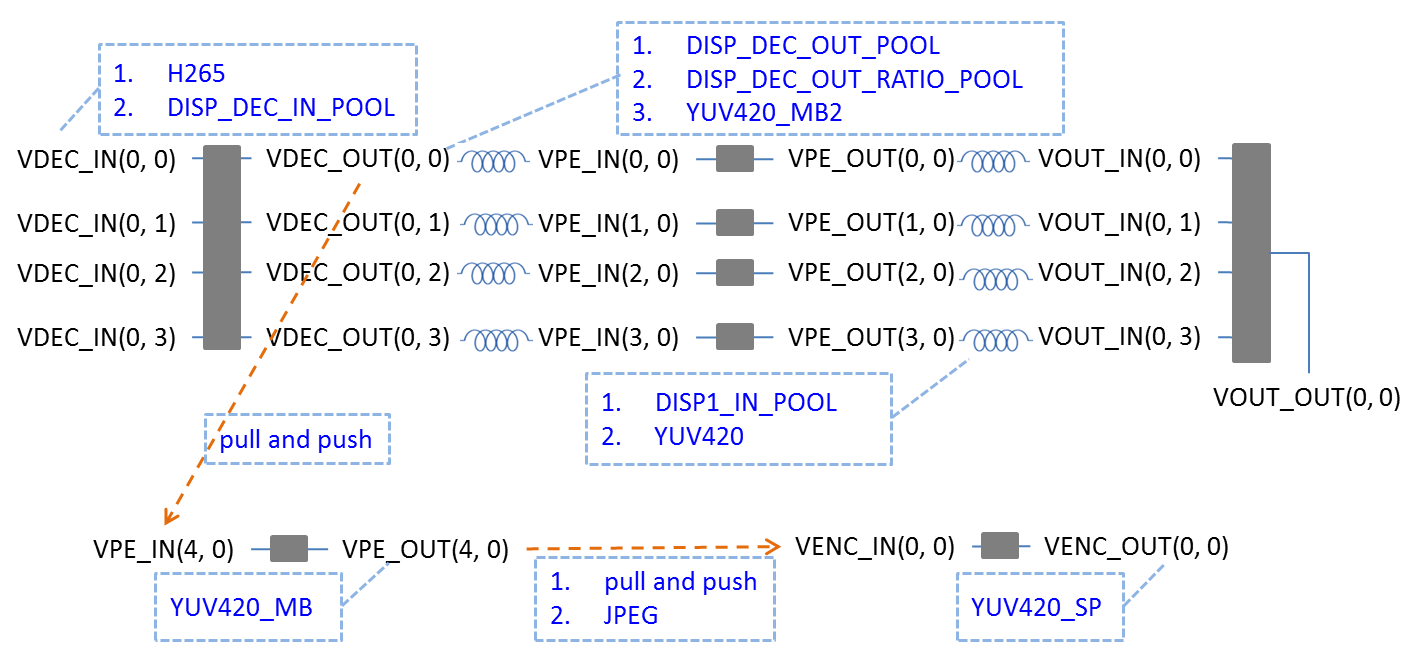 1. H265
2. DISP_DEC_IN_POOL
1. DISP_DEC_OUT_POOL
2. DISP_DEC_OUT_RATIO_POOL
3. YUV420_MB2
VDEC_IN(0, 0) VDEC_OUT(0, 0) VPE_IN(0, 0) VPE_OUT(0, 0) VOUT_IN(0, 0)
VDEC_IN(0, 1) VDEC_OUT(0, 1) VPE_IN(1, 0) VPE_OUT(1, 0) VOUT_IN(0, 1)
VDEC_IN(0, 2) VDEC_OUT(0, 2) VPE_IN(2, 0) VPE_OUT(2, 0) VOUT_IN(0, 2)
VDEC_IN(0, 3) VDEC_OUT(0, 3) VPE_IN(3, 0) VPE_OUT(3, 0) VOUT_IN(0, 3)
VOUT_OUT(0, 0)
1. DISP1_IN_POOL
2. YUV420
pull and push
VPE_IN(4, 0) VPE_OUT(4, 0) VENC_IN(0, 0) VENC_OUT(0, 0)
YUV420_MB
1. pull and push
2. JPEG
YUV420_SP